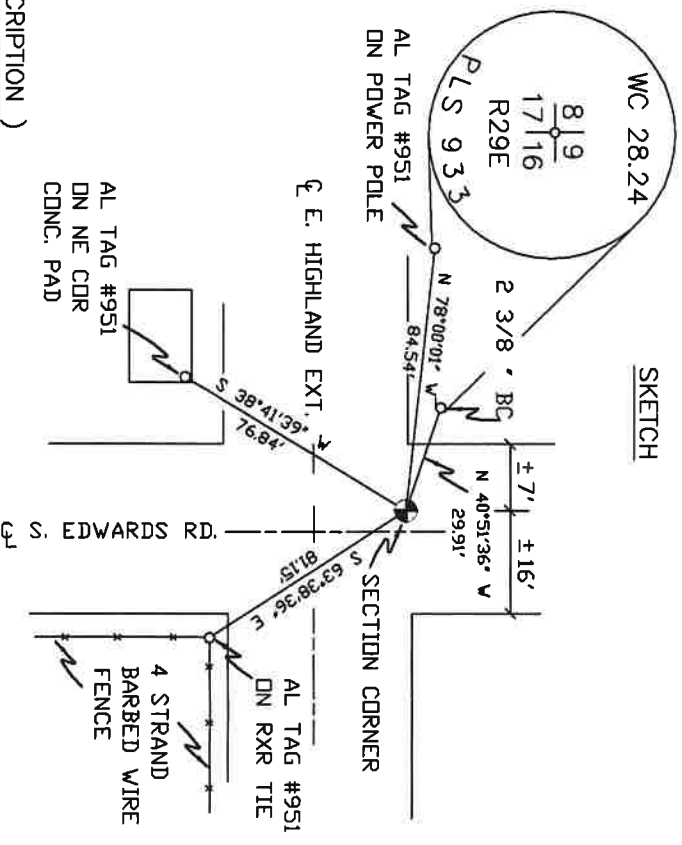 SKETCH
WC 28.24
8 9
17 16
R29E
PLS 933
2 3/8 " BC
± 7'
± 16'
AL TAG #951
ON POWER POLE
N 78°00'01" W
84.54'
N 40°51'36" W
29.91'
SECTION CORNER
℄ E. HIGHLAND EXT.
S 38°41'39" W
76.84'
AL TAG #951
ON NE COR
CONC. PAD
℄ S. EDWARDS RD.
S 63°38'36" E
81.15'
AL TAG #951
ON RXR TIE
4 STRAND
BARBED WIRE
FENCE
CRIPTION )